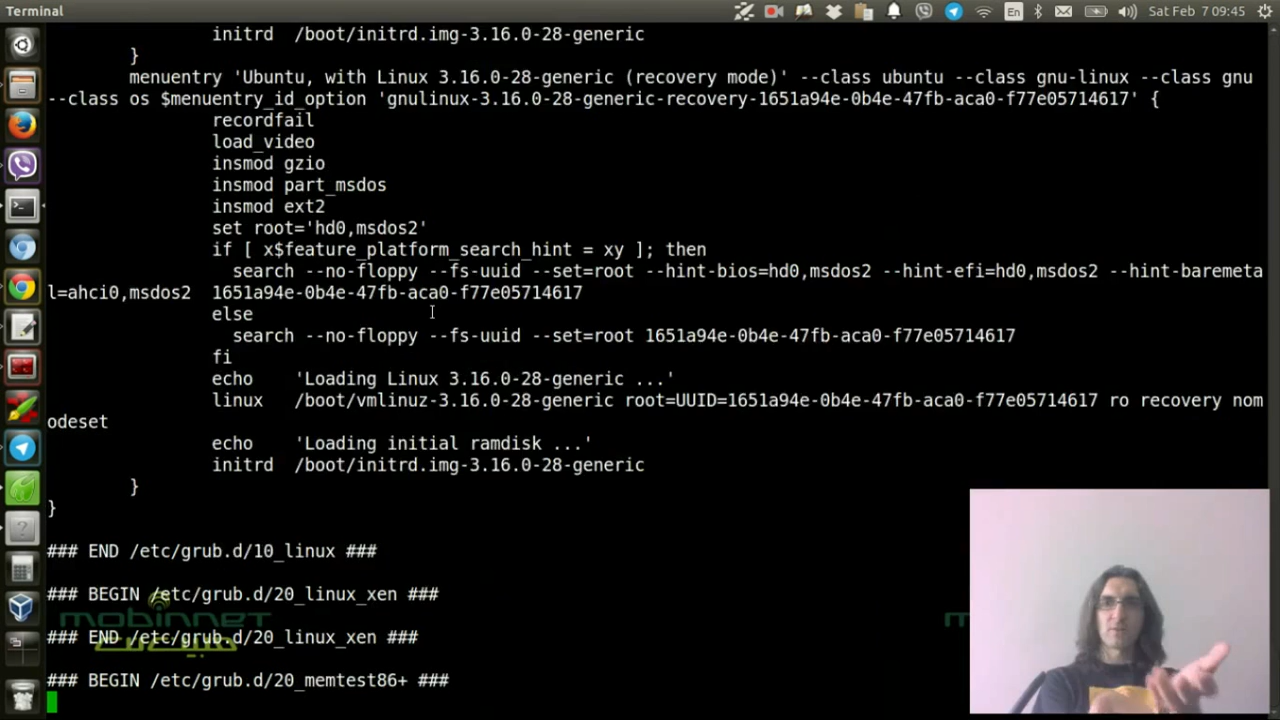 Terminal
En
Sat Feb 7 09:45
initrd /boot/initrd.img-3.16.0-28-generic
}
menuentry 'Ubuntu, with Linux 3.16.0-28-generic (recovery mode)' --class ubuntu --class gnu-linux --class gnu
--class os $menuentry_id_option 'gnulinux-3.16.0-28-generic-recovery-1651a94e-0b4e-47fb-aca0-f77e05714617' {
recordfail
load_video
insmod gzio
insmod part_msdos
insmod ext2
set root='hd0,msdos2'
if [ x$feature_platform_search_hint = xy ]; then
search --no-floppy --fs-uuid --set=root --hint-bios=hd0,msdos2 --hint-efi=hd0,msdos2 --hint-bareme­ta
l=ahci0,msdos2 1651a94e-0b4e-47fb-aca0-f77e05714617
else
search --no-floppy --fs-uuid --set=root 1651a94e-0b4e-47fb-aca0-f77e05714617
fi
echo 'Loading Linux 3.16.0-28-generic ...'
linux /boot/vmlinuz-3.16.0-28-generic root=UUID=1651a94e-0b4e-47fb-aca0-f77e05714617 ro recovery nom
odeset
echo 'Loading initial ramdisk ...'
initrd /boot/initrd.img-3.16.0-28-generic
}
}
### END /etc/grub.d/10_linux ###
### BEGIN /etc/grub.d/20_linux_xen ###
mobinnet
### END /etc/grub.d/20_linux_xen ###
### BEGIN /etc/grub.d/20_memtest86+ ###